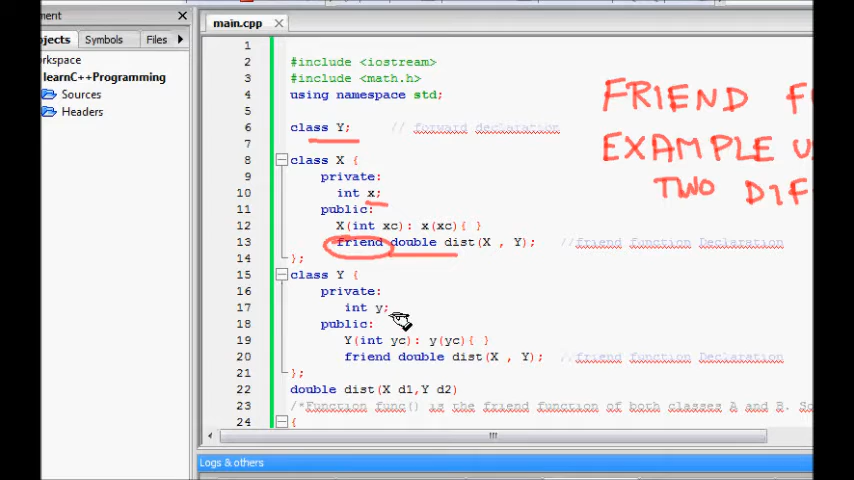 ment
main.cpp
ojects Symbols Files
rkspace
learnC++Programming
Sources
Headers
1
2 #include <iostream>
3 #include <math.h>
4 using namespace std;
5
6 class Y; // forward declaration
7
8 class X {
9 private:
10 int x;
11 public:
12 X(int xc): x(xc){ }
13 friend double dist(X , Y); //friend function Declaration
14 };
15 class Y {
16 private:
17 int y;
18 public:
19 Y(int yc): y(yc){ }
20 friend double dist(X , Y); //friend function Declaration
21 };
22 double dist(X d1,Y d2)
23 /*Function func() is the friend function of both classes A and B. So
24 {
FRIEND F
EXAMPLE U
TWO DIF
Logs & others